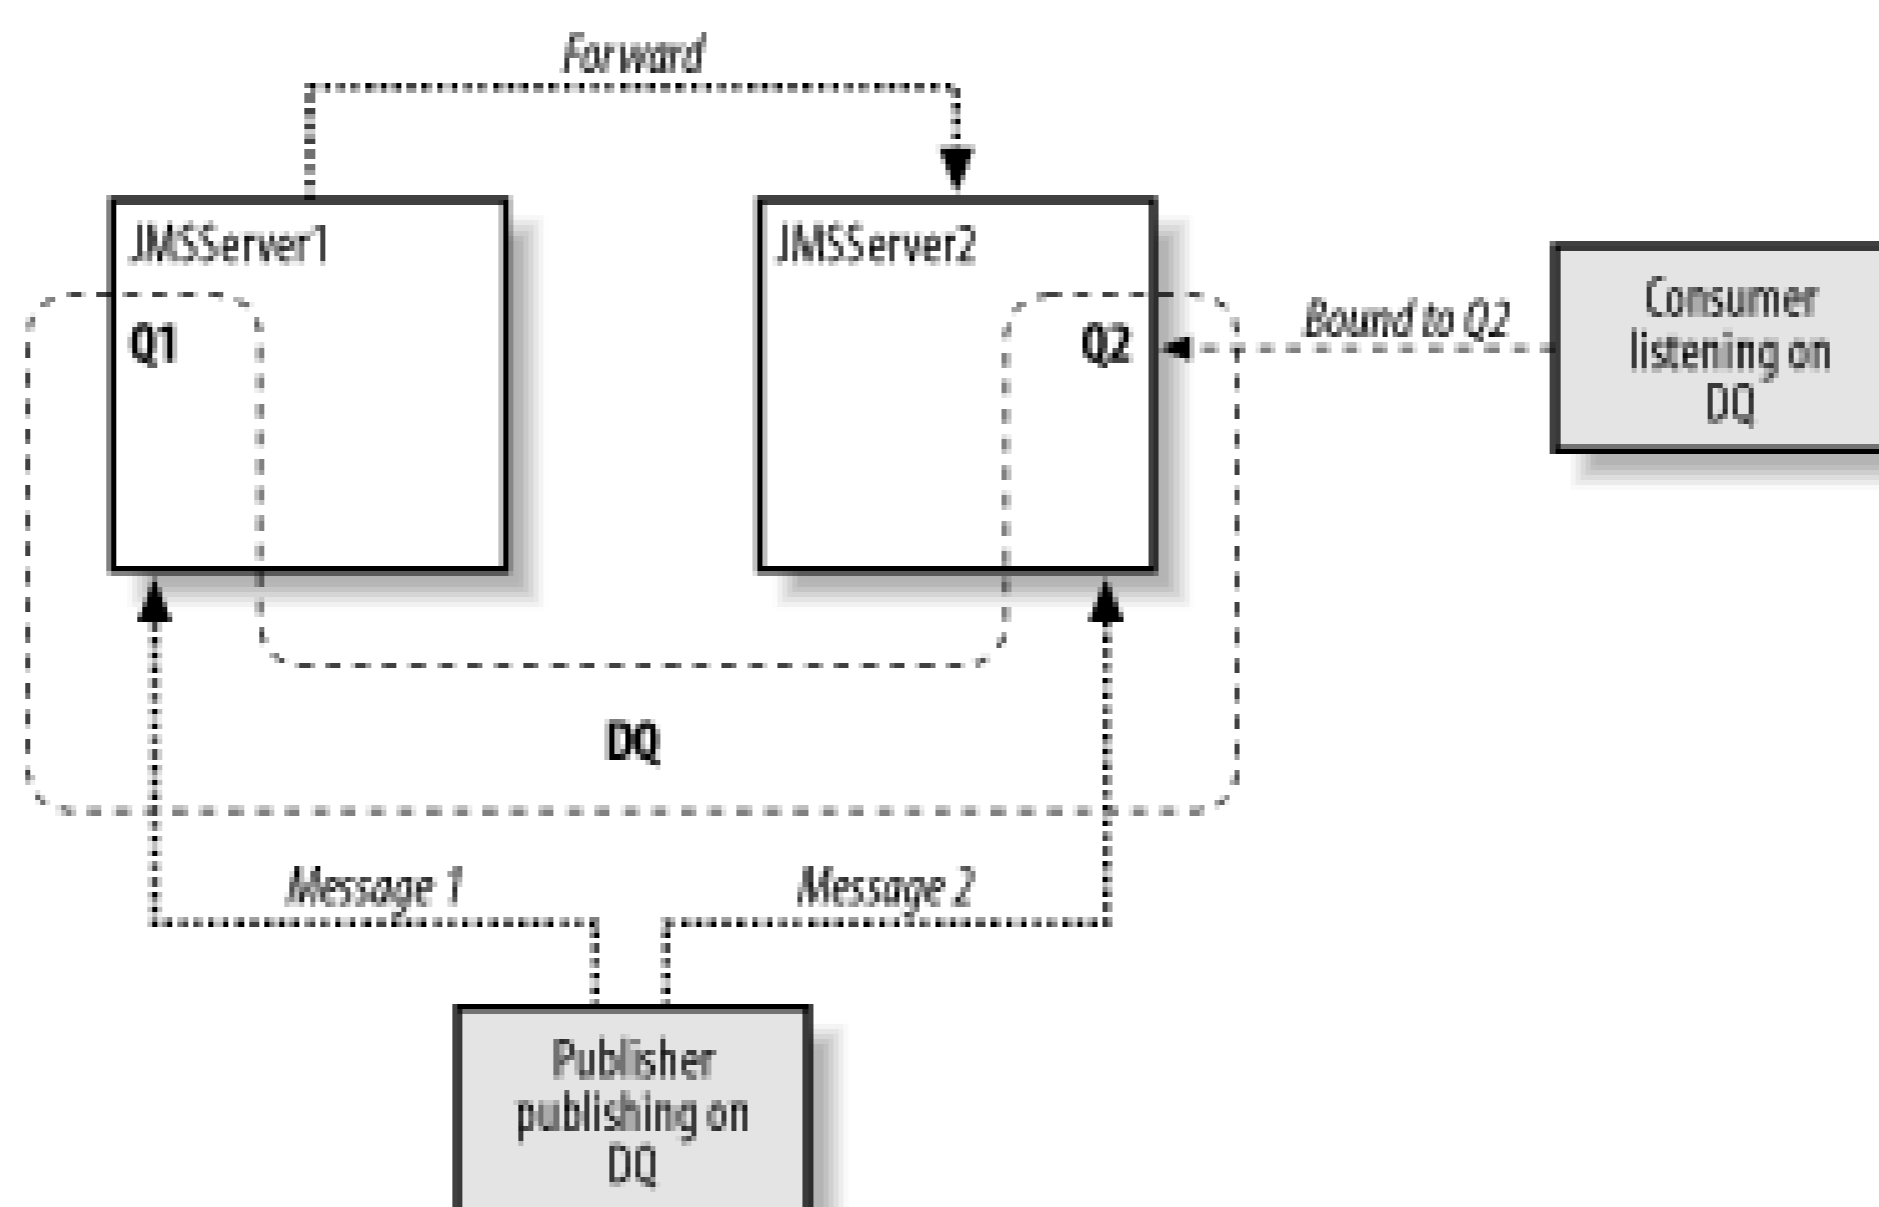 Forward
JMSServer1
JMSServer2
Q1
Q2
Bound to Q2
Consumer
listening on
DQ
DQ
Message 1
Message 2
Publisher
publishing on
DQ